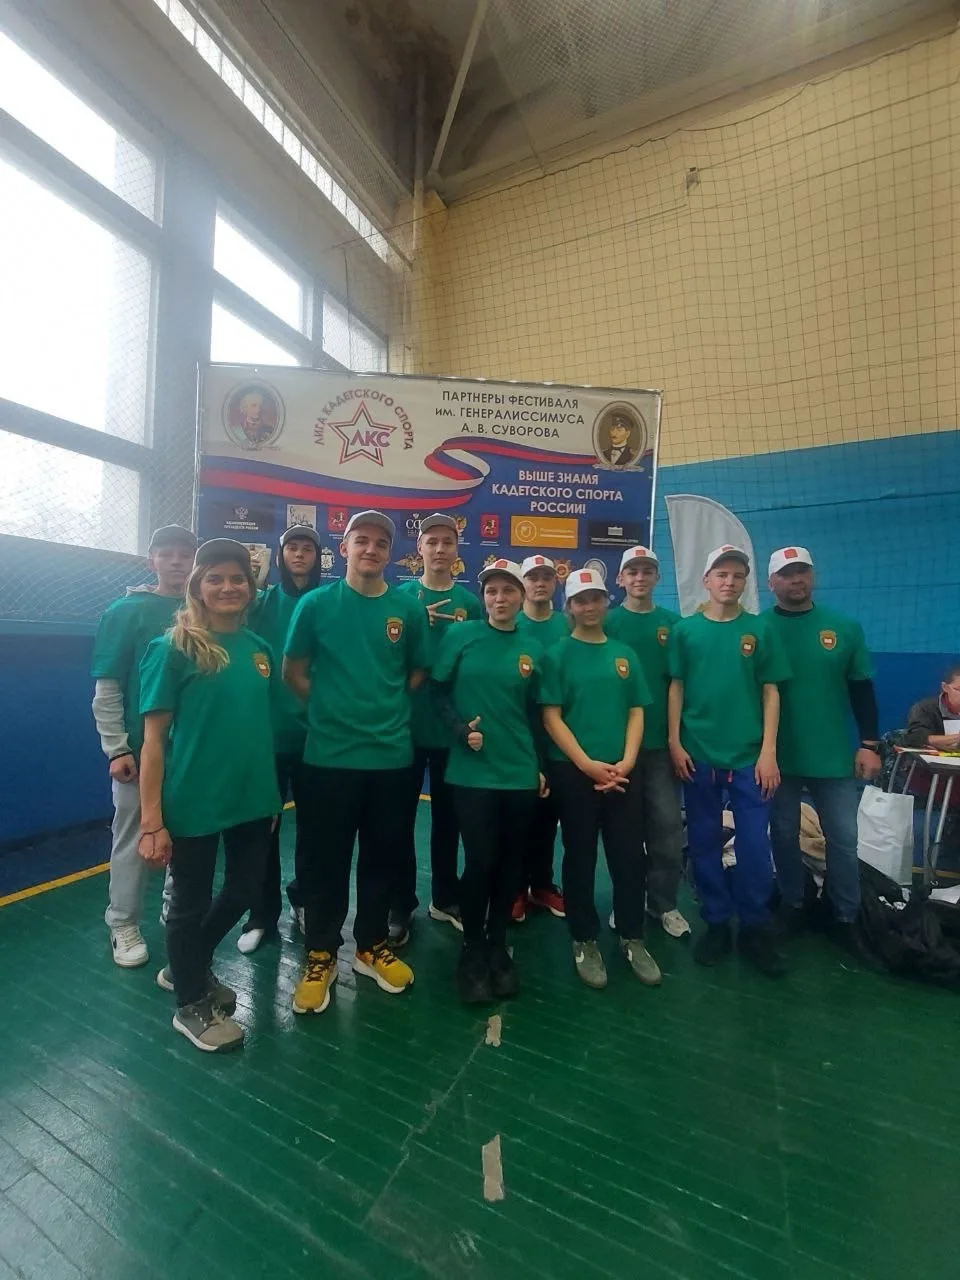 ЛИГА КАДЕТСКОГО СПОРТА
ЛКС
ПАРТНЕРЫ ФЕСТИВАЛЯ
им. ГЕНЕРАЛИССИМУСА
А. В. СУВОРОВА
ВЫШЕ ЗНАМЯ
КАДЕТСКОГО СПОРТА
РОССИИ!